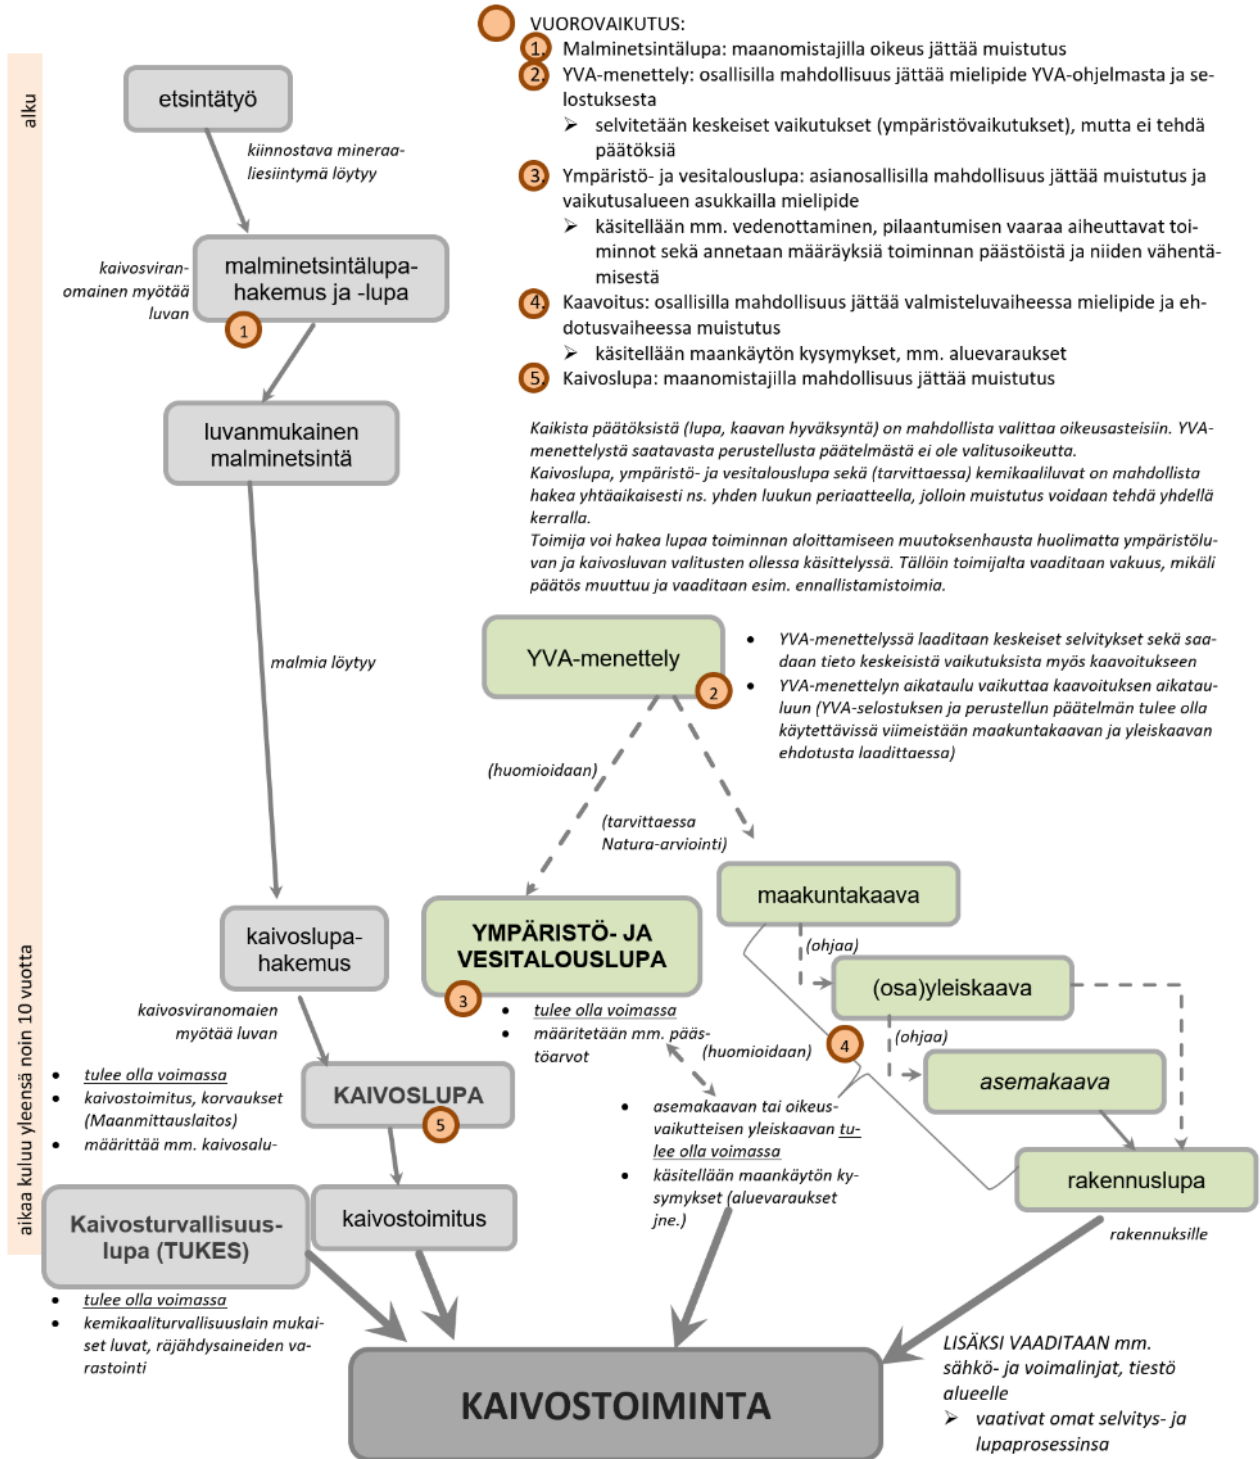 VUOROVAIKUTUS:
1. Malminetsintälupa: maanomistajilla oikeus jättää muistutus
2. YVA-menettely: osallisilla mahdollisuus jättää mielipide YVA-ohjelmasta ja se-
lostuksesta
➢ selvitetään keskeiset vaikutukset (ympäristövaikutukset), mutta ei tehdä
päätöksiä
3. Ympäristö- ja vesitalouslupa: asianosallisilla mahdollisuus jättää muistutus ja
vaikutusalueen asukkailla mielipide
➢ käsitellään mm. vedenottaminen, pilaantumisen vaaraa aiheuttavat toi-
minnot sekä annetaan määräyksiä toiminnan päästöistä ja niiden vähentä-
misestä
4. Kaavoitus: osallisilla mahdollisuus jättää valmisteluvaiheessa mielipide ja eh-
dotusvaiheessa muistutus
➢ käsitellään maankäytön kysymykset, mm. aluevaraukset
5. Kaivoslupa: maanomistajilla mahdollisuus jättää muistutus
Kaikista päätöksistä (lupa, kaavan hyväksyntä) on mahdollista valittaa oikeusasteisiin. YVA-
menettelystä saatavasta perustellusta päätelmästä ei ole valitusoikeutta.
Kaivoslupa, ympäristö- ja vesitalouslupa sekä (tarvittaessa) kemikaaliluvat on mahdollista
hakea yhtäaikaisesti ns. yhden luukun periaatteella, jolloin muistutus voidaan tehdä yhdellä
kerralla.
Toimija voi hakea lupaa toiminnan aloittamiseen muutoksenhausta huolimatta ympäristölu-
van ja kaivosluvan valitusten ollessa käsittelyssä. Tällöin toimijalta vaaditaan vakuus, mikäli
päätös muuttuu ja vaaditaan esim. ennallistamistoimia.
alku
aikaa kuluu yleensä noin 10 vuotta
etsintätyö
kiinnostava mineraa-
liesiintymä löytyy
kaivosviran-
omainen myötää
luvan
malminetsintälupa-
hakemus ja -lupa
1
luvanmukainen
malminetsintä
malmia löytyy
kaivoslupa-
hakemus
kaivosviranomaien
myötää luvan
• tulee olla voimassa
• kaivostoimitus, korvaukset
(Maanmittauslaitos)
• määrittää mm. kaivosalu-
KAIVOSLUPA
5
kaivostoimitus
Kaivosturvallisuus-
lupa (TUKES)
• tulee olla voimassa
• kemikaaliturvallisuuslain mukai-
set luvat, räjähdysaineiden va-
rastointi
YVA-menettely
2
• YVA-menettelyssä laaditaan keskeiset selvitykset sekä saa-
daan tieto keskeisistä vaikutuksista myös kaavoitukseen
• YVA-menettelyn aikataulu vaikuttaa kaavoituksen aikatau-
luun (YVA-selostuksen ja perustellun päätelmän tulee olla
käytettävissä viimeistään maakuntakaavan ja yleiskaavan
ehdotusta laadittaessa)
(huomioidaan)
(tarvittaessa
Natura-arviointi)
YMPÄRISTÖ- JA
VESITALOUSLUPA
3
• tulee olla voimassa
• määritetään mm. pääs-
töarvot
(huomioidaan)
maakuntakaava
(ohjaa)
(osa)yleiskaava
4
(ohjaa)
asemakaava
• asemakaavan tai oikeus-
vaikutteisen yleiskaavan tu-
lee olla voimassa
• käsitellään maankäytön ky-
symykset (aluevaraukset
jne.)
rakennuslupa
rakennuksille
KAIVOSTOIMINTA
LISÄKSI VAADITAAN mm.
sähkö- ja voimalinjat, tiestö
alueelle
➢ vaativat omat selvitys- ja
lupaprosessinsa